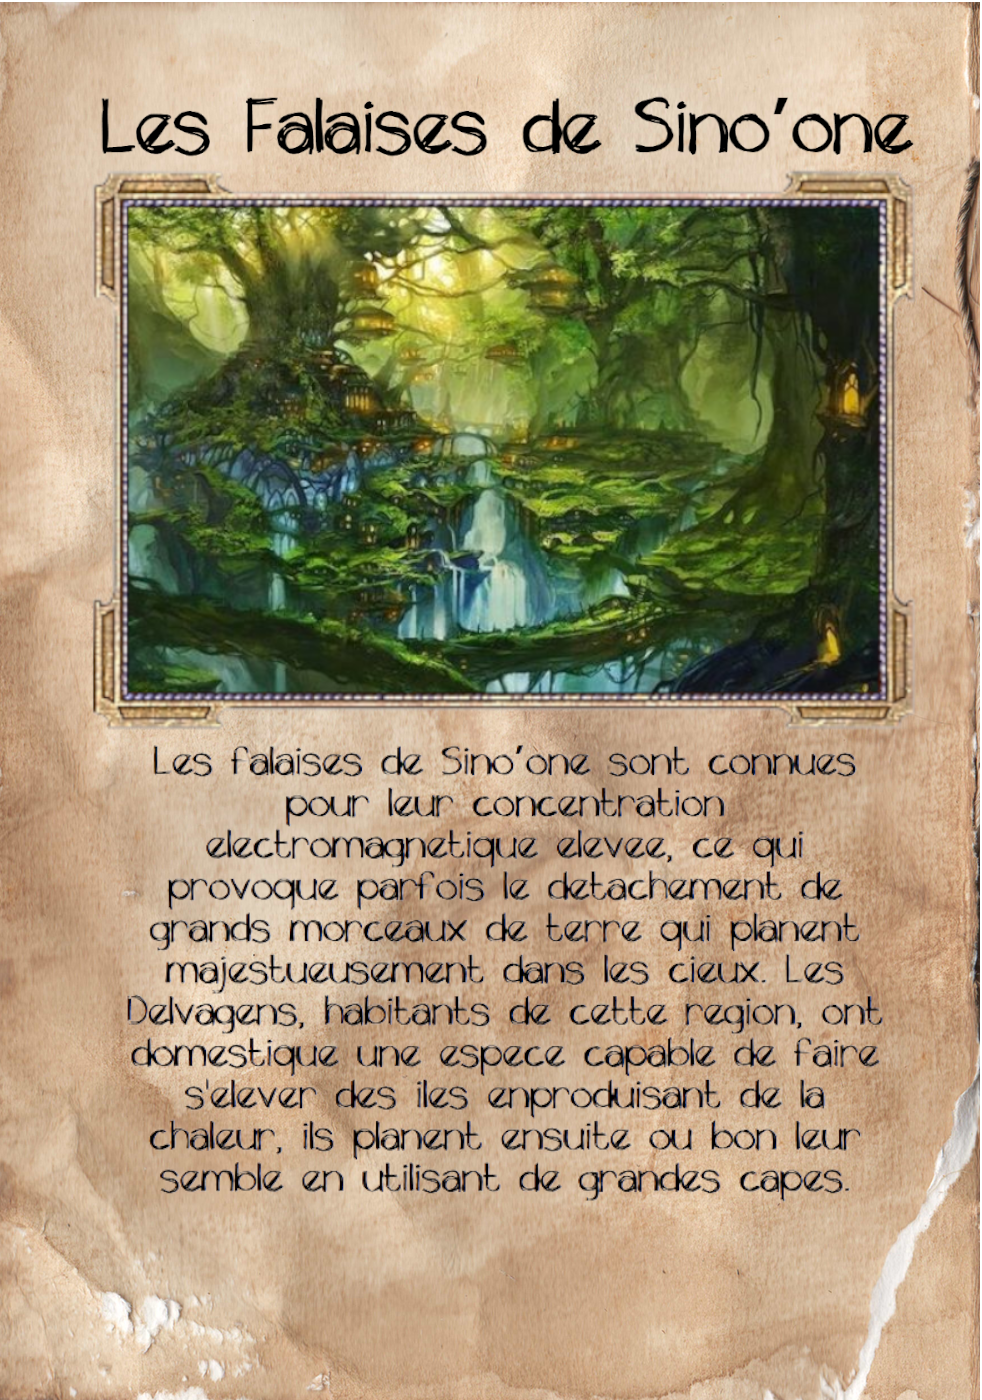 Les Falaises de Sino'one
Les falaises de Sino'one sont connues
pour leur concentration
electromagnetique elevee, ce qui
provoque parfois le detachement de
grands morceaux de terre qui planent
majestueusement dans les cieux. Les
Delvagens, habitants de cette region, ont
domestique une espece capable de faire
s'elever des iles enproduisant de la
chaleur, ils planent ensuite ou bon leur
semble en utilisant de grandes capes.